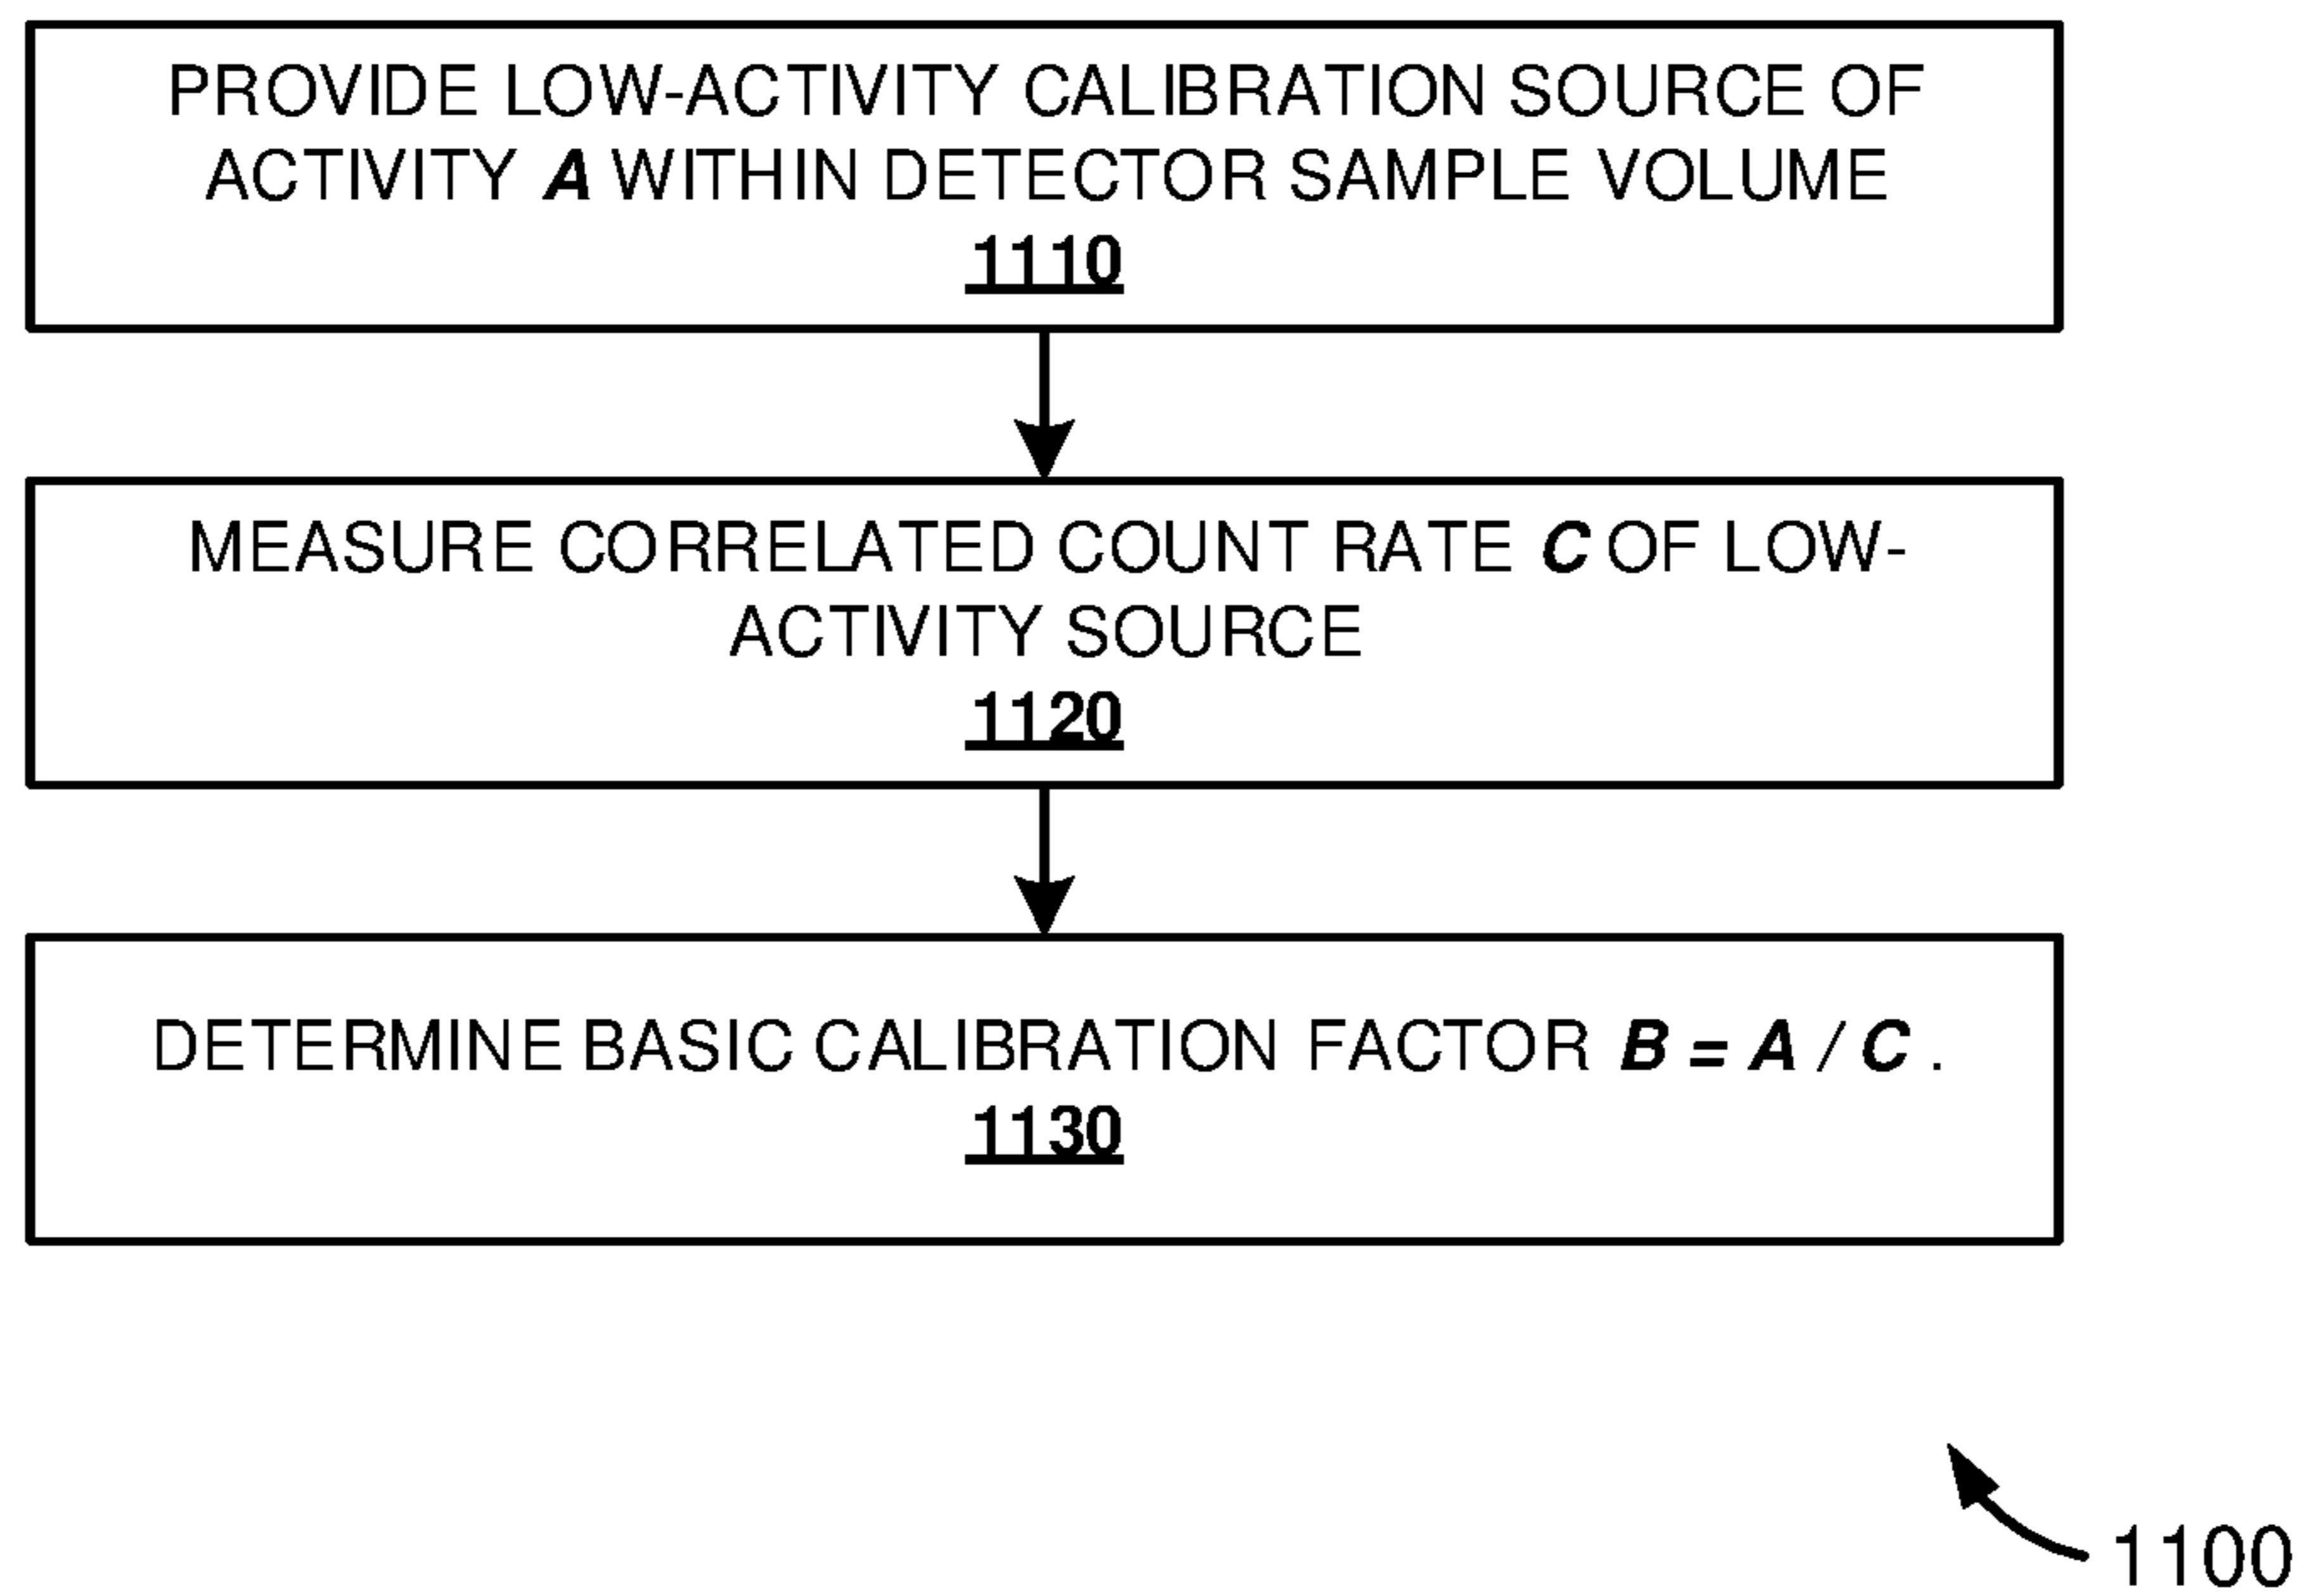 PROVIDE LOW-ACTIVITY CALIBRATION SOURCE OF
ACTIVITY A WITHIN DETECTOR SAMPLE VOLUME
1110
MEASURE CORRELATED COUNT RATE C OF LOW-
ACTIVITY SOURCE
1120
DETERMINE BASIC CALIBRATION FACTOR B = A / C .
1130
1100